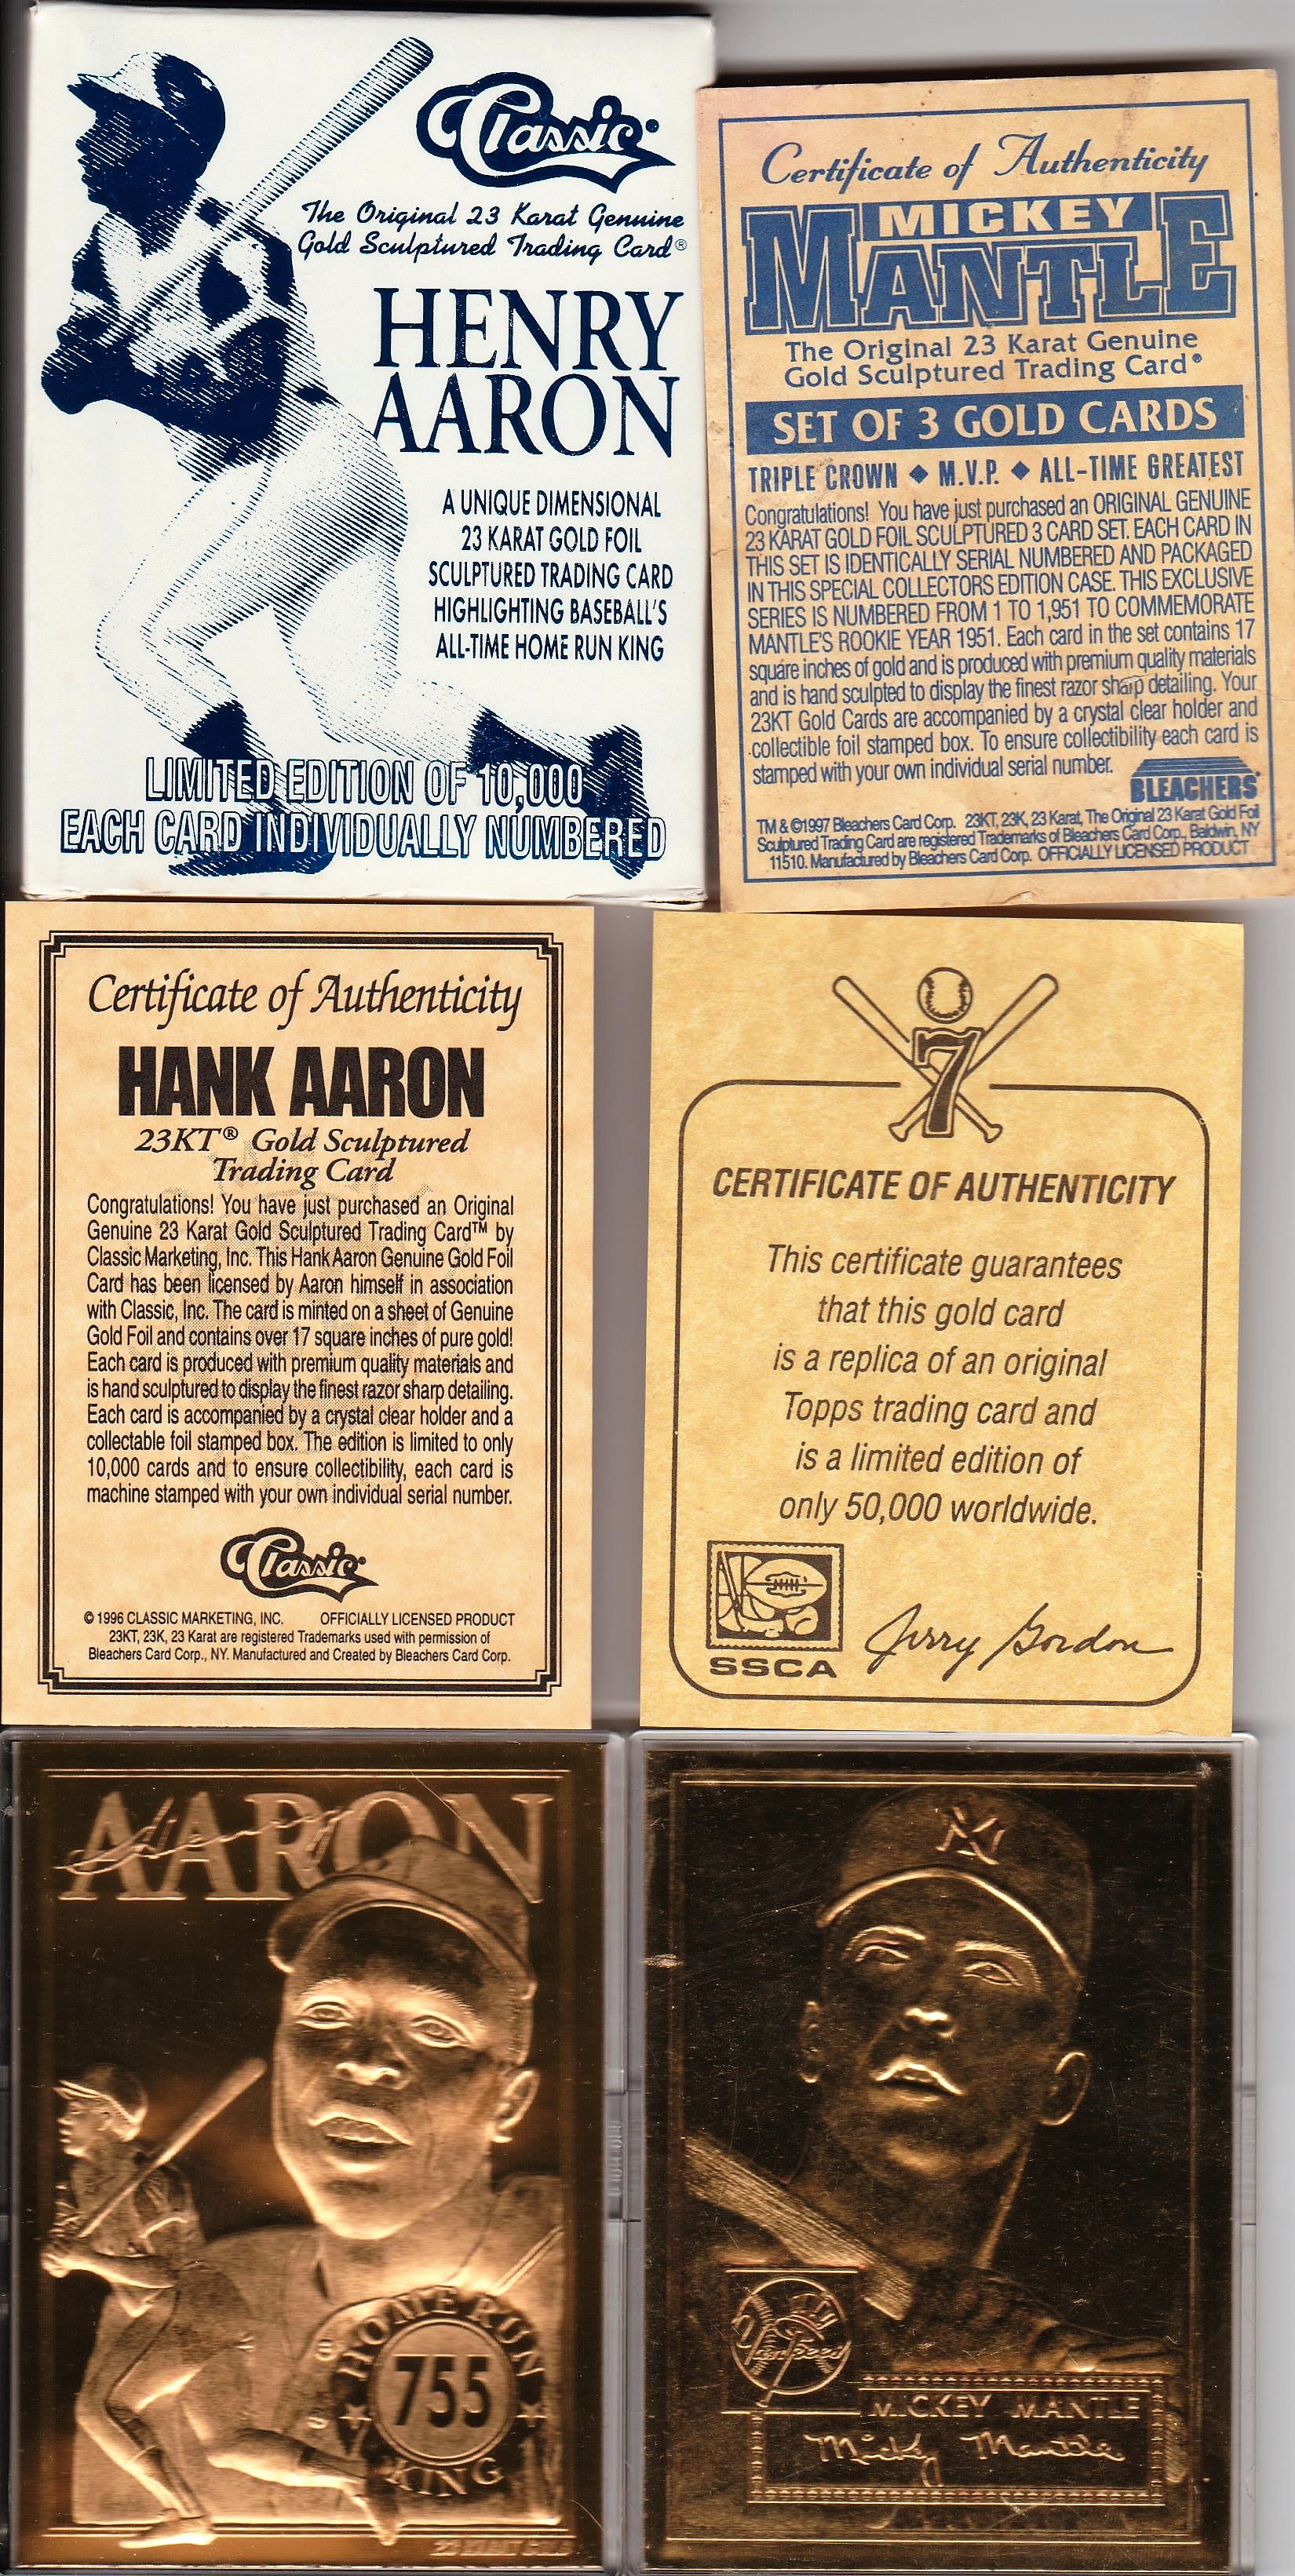 Classic
The Original 23 Karat Genuine
Gold Sculptured Trading Card®
HENRY
AARON
A UNIQUE DIMENSIONAL
23 KARAT GOLD FOIL
SCULPTURED TRADING CARD
HIGHLIGHTING BASEBALL'S
ALL-TIME HOME RUN KING
LIMITED EDITION OF 10,000
EACH CARD INDIVIDUALLY NUMBERED
Certificate of Authenticity
MICKEY
MANTLE
The Original 23 Karat Genuine
Gold Sculptured Trading Card®
SET OF 3 GOLD CARDS
TRIPLE CROWN ◆ M.V.P. ◆ ALL-TIME GREATEST
Congratulations! You have just purchased an ORIGINAL GENUINE
23 KARAT GOLD FOIL SCULPTURED 3 CARD SET. EACH CARD IN
THIS SET IS IDENTICALLY SERIAL NUMBERED AND PACKAGED
IN THIS SPECIAL COLLECTORS EDITION CASE. THIS EXCLUSIVE
SERIES IS NUMBERED FROM 1 TO 1,951 TO COMMEMORATE
MANTLE'S ROOKIE YEAR 1951. Each card in the set contains 17
square inches of gold and is produced with premium quality materials
and is hand sculpted to display the finest razor sharp detailing. Your
23KT Gold Cards are accompanied by a crystal clear holder and
collectible foil stamped box. To ensure collectibility each card is
stamped with your own individual serial number.
BLEACHERS®
TM & ©1997 Bleachers Card Corp. 23KT, 23K, 23 Karat, The Original 23 Karat Gold Foil
Sculptured Trading Card are registered Trademarks of Bleachers Card Corp., Baldwin, NY
11510. Manufactured by Bleachers Card Corp. OFFICIALLY LICENSED PRODUCT
Certificate of Authenticity
HANK AARON
23KT® Gold Sculptured
Trading Card
Congratulations! You have just purchased an Original
Genuine 23 Karat Gold Sculptured Trading Card™ by
Classic Marketing, Inc. This Hank Aaron Genuine Gold Foil
Card has been licensed by Aaron himself in association
with Classic, Inc. The card is minted on a sheet of Genuine
Gold Foil and contains over 17 square inches of pure gold!
Each card is produced with premium quality materials and
is hand sculptured to display the finest razor sharp detailing.
Each card is accompanied by a crystal clear holder and a
collectable foil stamped box. The edition is limited to only
10,000 cards and to ensure collectibility, each card is
machine stamped with your own individual serial number.
Classic
© 1996 CLASSIC MARKETING, INC. OFFICIALLY LICENSED PRODUCT
23KT, 23K, 23 Karat are registered Trademarks used with permission of
Bleachers Card Corp., NY. Manufactured and Created by Bleachers Card Corp.
7
CERTIFICATE OF AUTHENTICITY
This certificate guarantees
that this gold card
is a replica of an original
Topps trading card and
is a limited edition of
only 50,000 worldwide.
SSCA
Jerry Gordon
AARON
Henry
HOME RUN
755
KING
23 KARAT GOLD
NY
Yankees
MICKEY MANTLE
Mickey Mantle